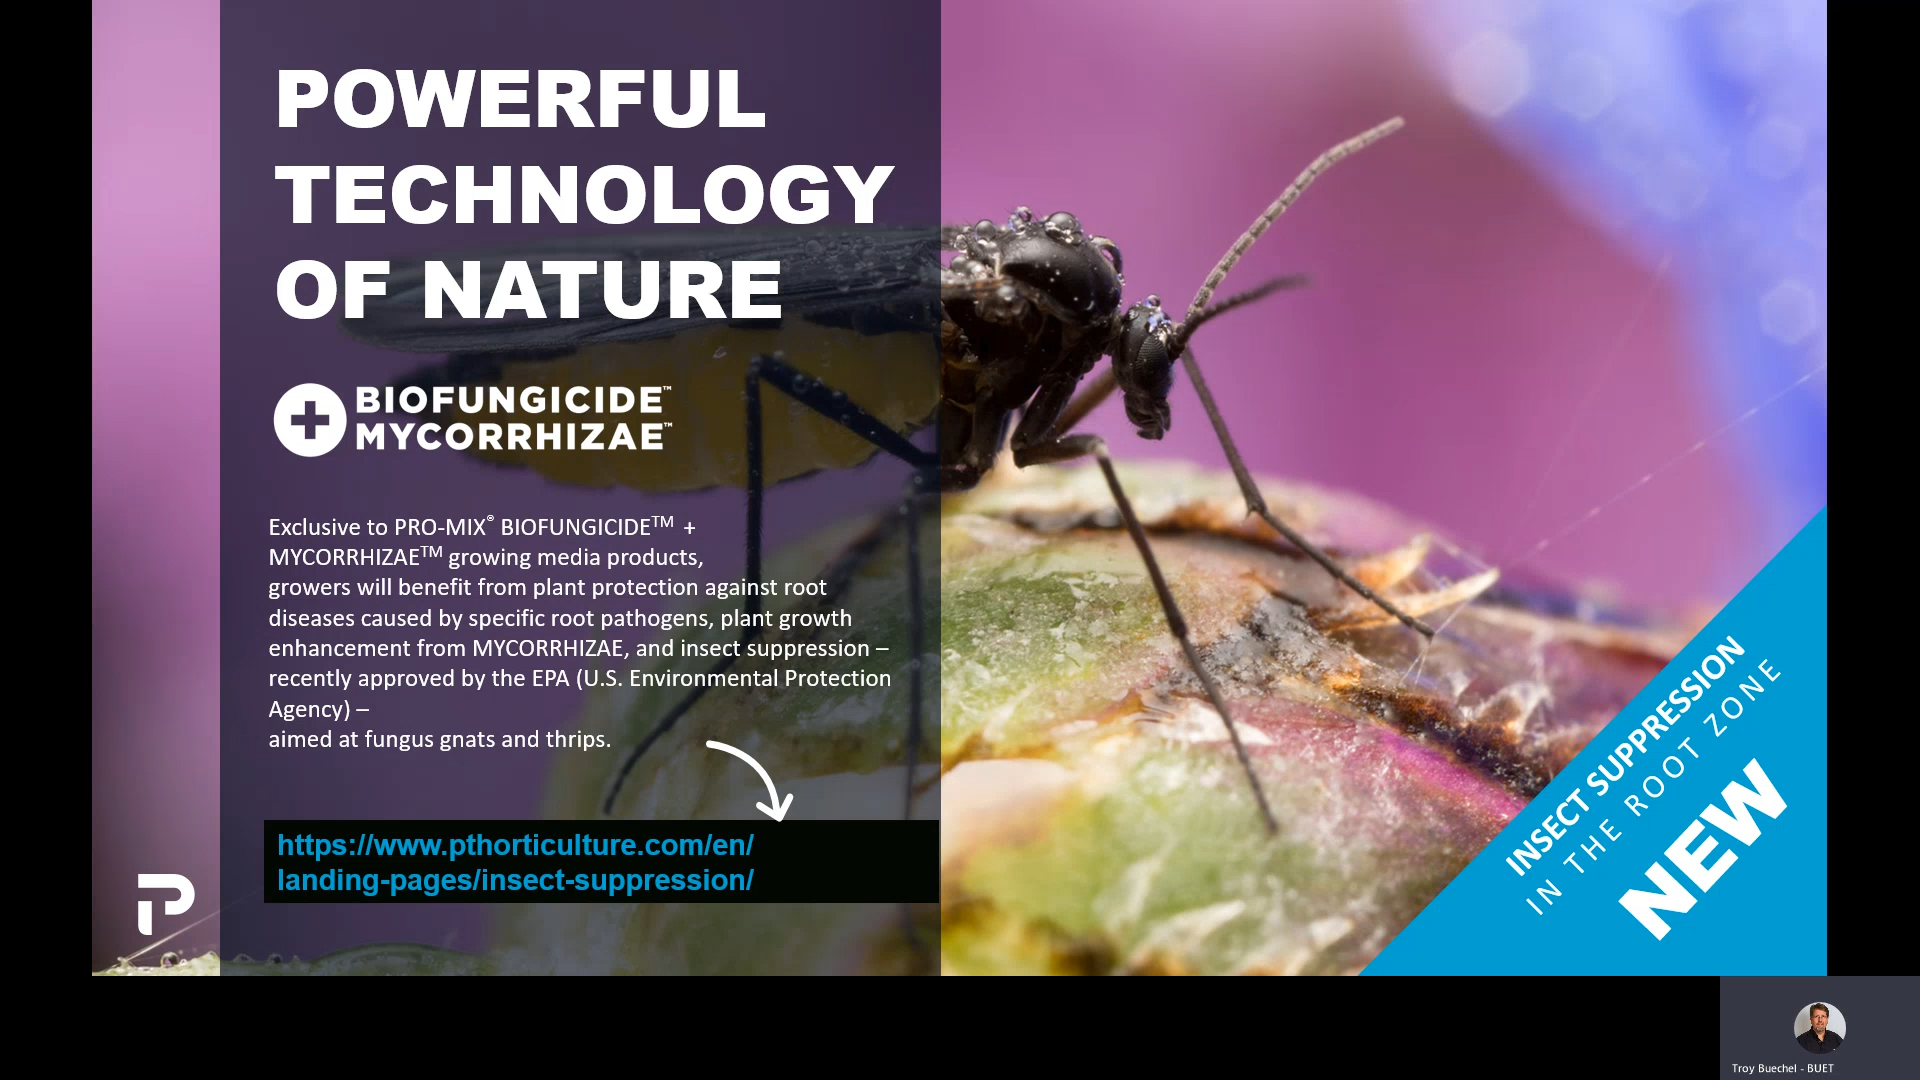 POWERFUL
TECHNOLOGY
OF NATURE
BIOFUNGICIDE™
MYCORRHIZAE™
Exclusive to PRO-MIX® BIOFUNGICIDE™ +
MYCORRHIZAE™ growing media products,
growers will benefit from plant protection against root
diseases caused by specific root pathogens, plant growth
enhancement from MYCORRHIZAE, and insect suppression –
recently approved by the EPA (U.S. Environmental Protection
Agency) –
aimed at fungus gnats and thrips.
https://www.pthorticulture.com/en/
landing-pages/insect-suppression/
INSECT SUPPRESSION
IN THE ROOT ZONE
NEW
Troy Buechel - BUET